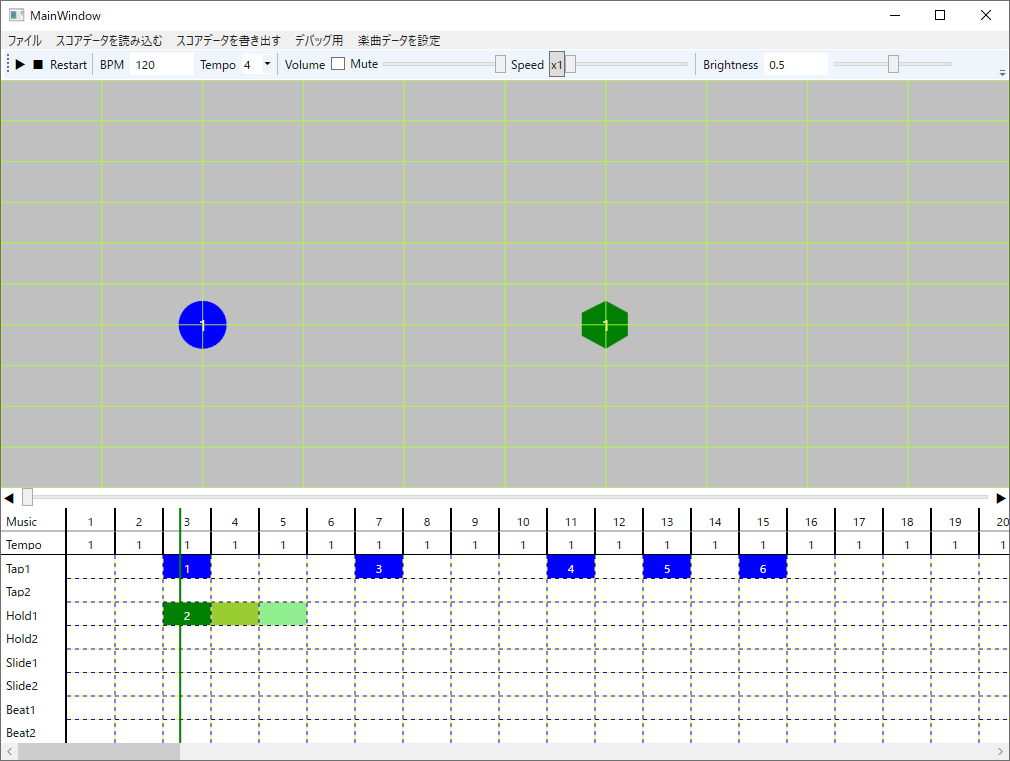 MainWindow
ファイル スコアデータを読み込む スコアデータを書き出す デバッグ用 楽曲データを設定
Restart BPM 120 Tempo 4 Volume Mute Speed x1 Brightness 0.5
1 1
Music 1 2 3 4 5 6 7 8 9 10 11 12 13 14 15 16 17 18 19 20
Tempo 1 1 1 1 1 1 1 1 1 1 1 1 1 1 1 1 1 1 1 1
Tap1 1 3 4 5 6
Tap2
Hold1 2
Hold2
Slide1
Slide2
Beat1
Beat2